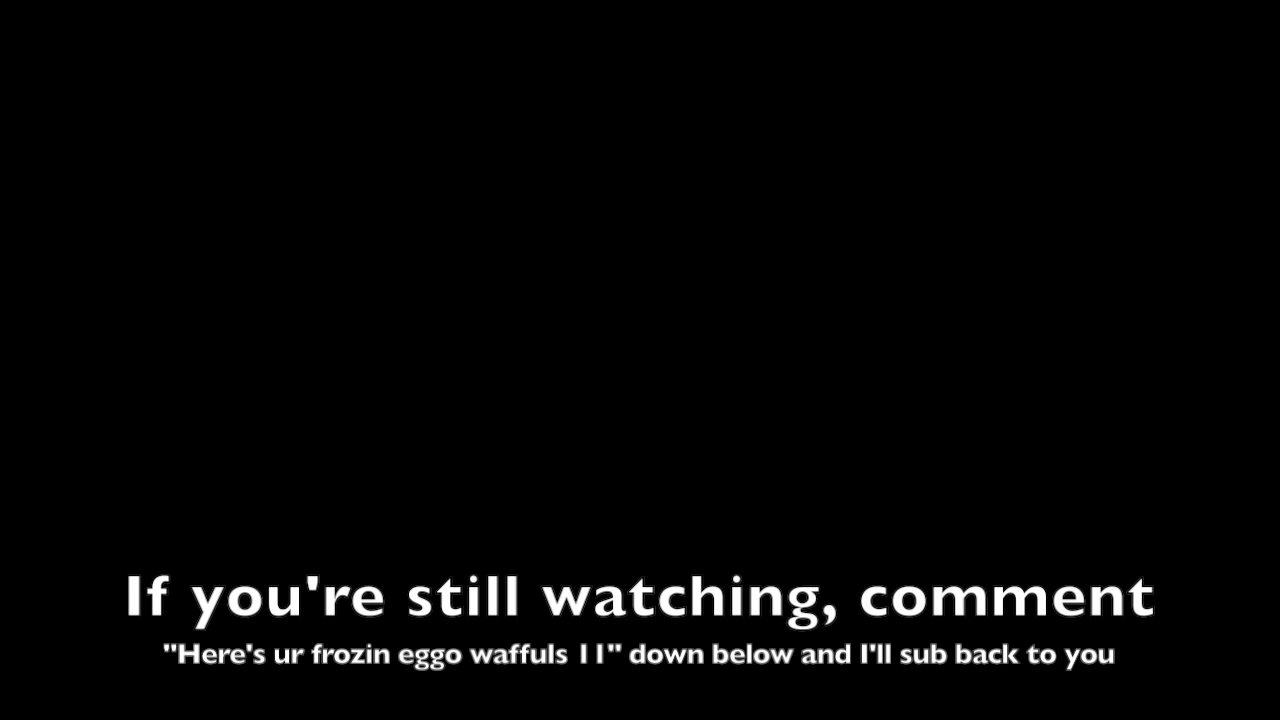 If you're still watching, comment
"Here's ur frozin eggo waffuls 11" down below and I'll sub back to you